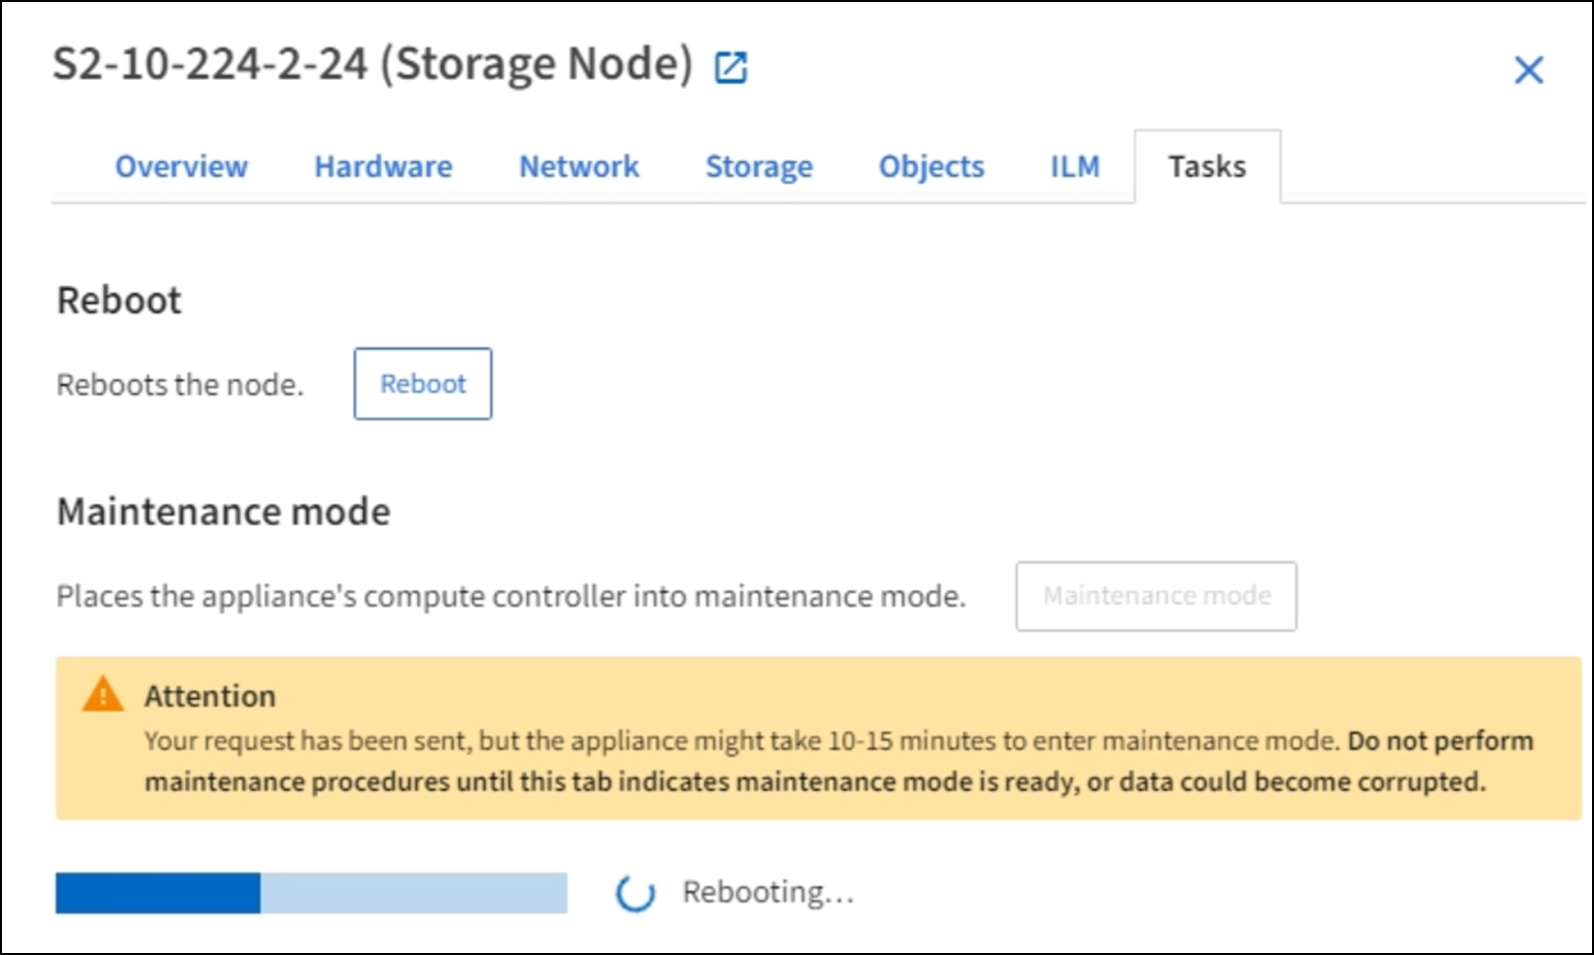 S2-10-224-2-24 (Storage Node)
Overview Hardware Network Storage Objects ILM Tasks
Reboot
Reboots the node. Reboot
Maintenance mode
Places the appliance's compute controller into maintenance mode. Maintenance mode
Attention
Your request has been sent, but the appliance might take 10-15 minutes to enter maintenance mode. Do not perform
maintenance procedures until this tab indicates maintenance mode is ready, or data could become corrupted.
Rebooting...